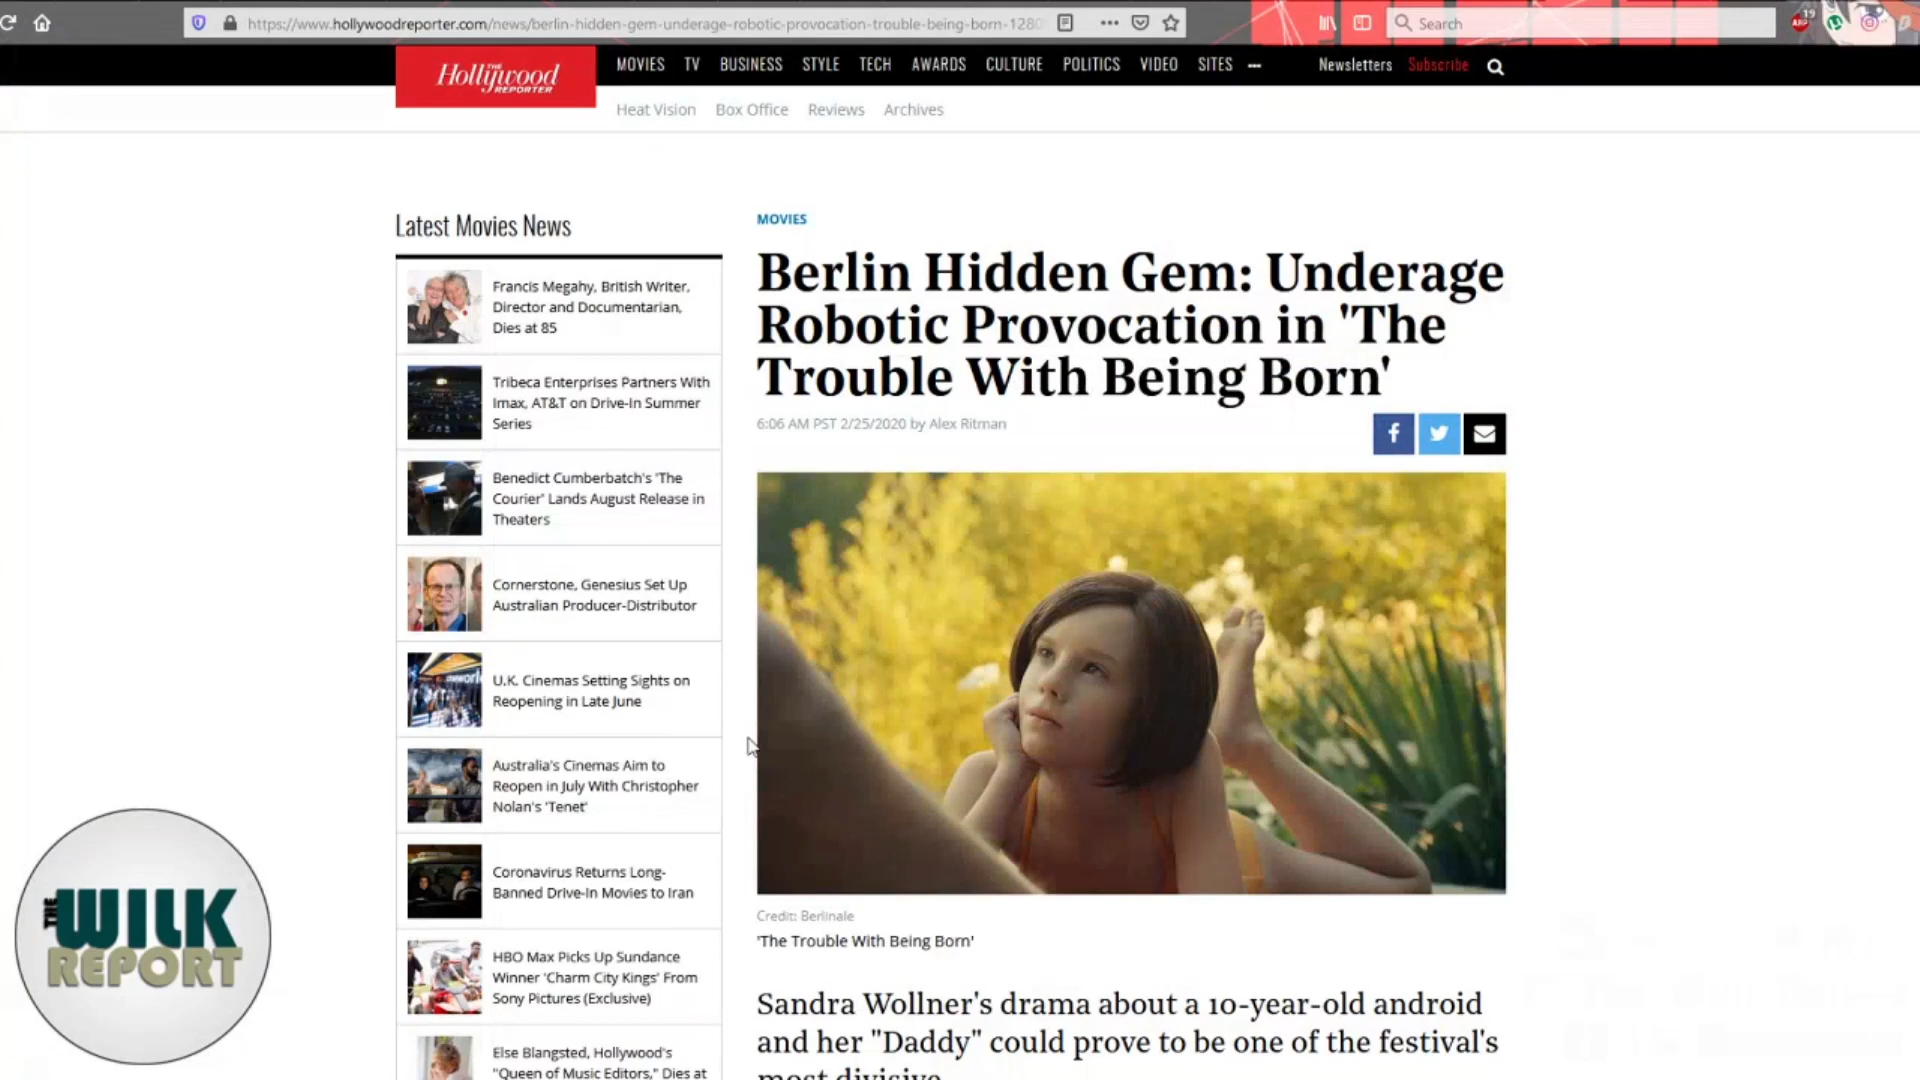 https://www.hollywoodreporter.com/news/berlin-hidden-gem-underage-robotic-provocation-trouble-being-born-1280
Search
19
ABP
THE
Hollywood
REPORTER
MOVIES TV BUSINESS STYLE TECH AWARDS CULTURE POLITICS VIDEO SITES
Newsletters Subscribe
Heat Vision Box Office Reviews Archives
Latest Movies News
Francis Megahy, British Writer,
Director and Documentarian,
Dies at 85
Tribeca Enterprises Partners With
Imax, AT&T on Drive-In Summer
Series
Benedict Cumberbatch's 'The
Courier' Lands August Release in
Theaters
Cornerstone, Genesius Set Up
Australian Producer-Distributor
U.K. Cinemas Setting Sights on
Reopening in Late June
Australia's Cinemas Aim to
Reopen in July With Christopher
Nolan's 'Tenet'
Coronavirus Returns Long-
Banned Drive-In Movies to Iran
HBO Max Picks Up Sundance
Winner 'Charm City Kings' From
Sony Pictures (Exclusive)
Else Blangsted, Hollywood's
"Queen of Music Editors," Dies at
MOVIES
Berlin Hidden Gem: Underage
Robotic Provocation in 'The
Trouble With Being Born'
6:06 AM PST 2/25/2020 by Alex Ritman
Credit: Berlinale
'The Trouble With Being Born'
Sandra Wollner's drama about a 10-year-old android
and her "Daddy" could prove to be one of the festival's
most divisive
THE
WILK
REPORT